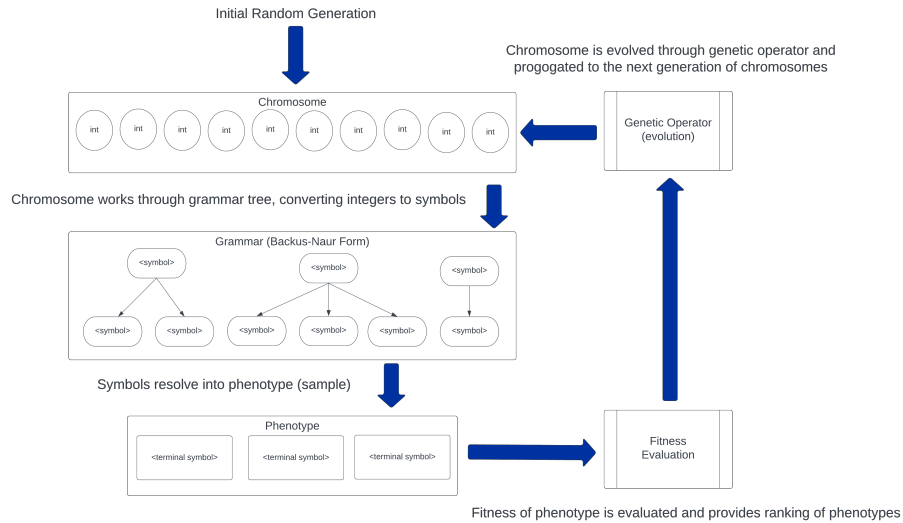 Initial Random Generation
Chromosome is evolved through genetic operator and
progogated to the next generation of chromosomes
Chromosome
int int int int int int int int int int
Genetic Operator
(evolution)
Chromosome works through grammar tree, converting integers to symbols
Grammar (Backus-Naur Form)
<symbol> <symbol> <symbol>
<symbol> <symbol> <symbol> <symbol> <symbol> <symbol>
Symbols resolve into phenotype (sample)
Phenotype
<terminal symbol> <terminal symbol> <terminal symbol>
Fitness
Evaluation
Fitness of phenotype is evaluated and provides ranking of phenotypes